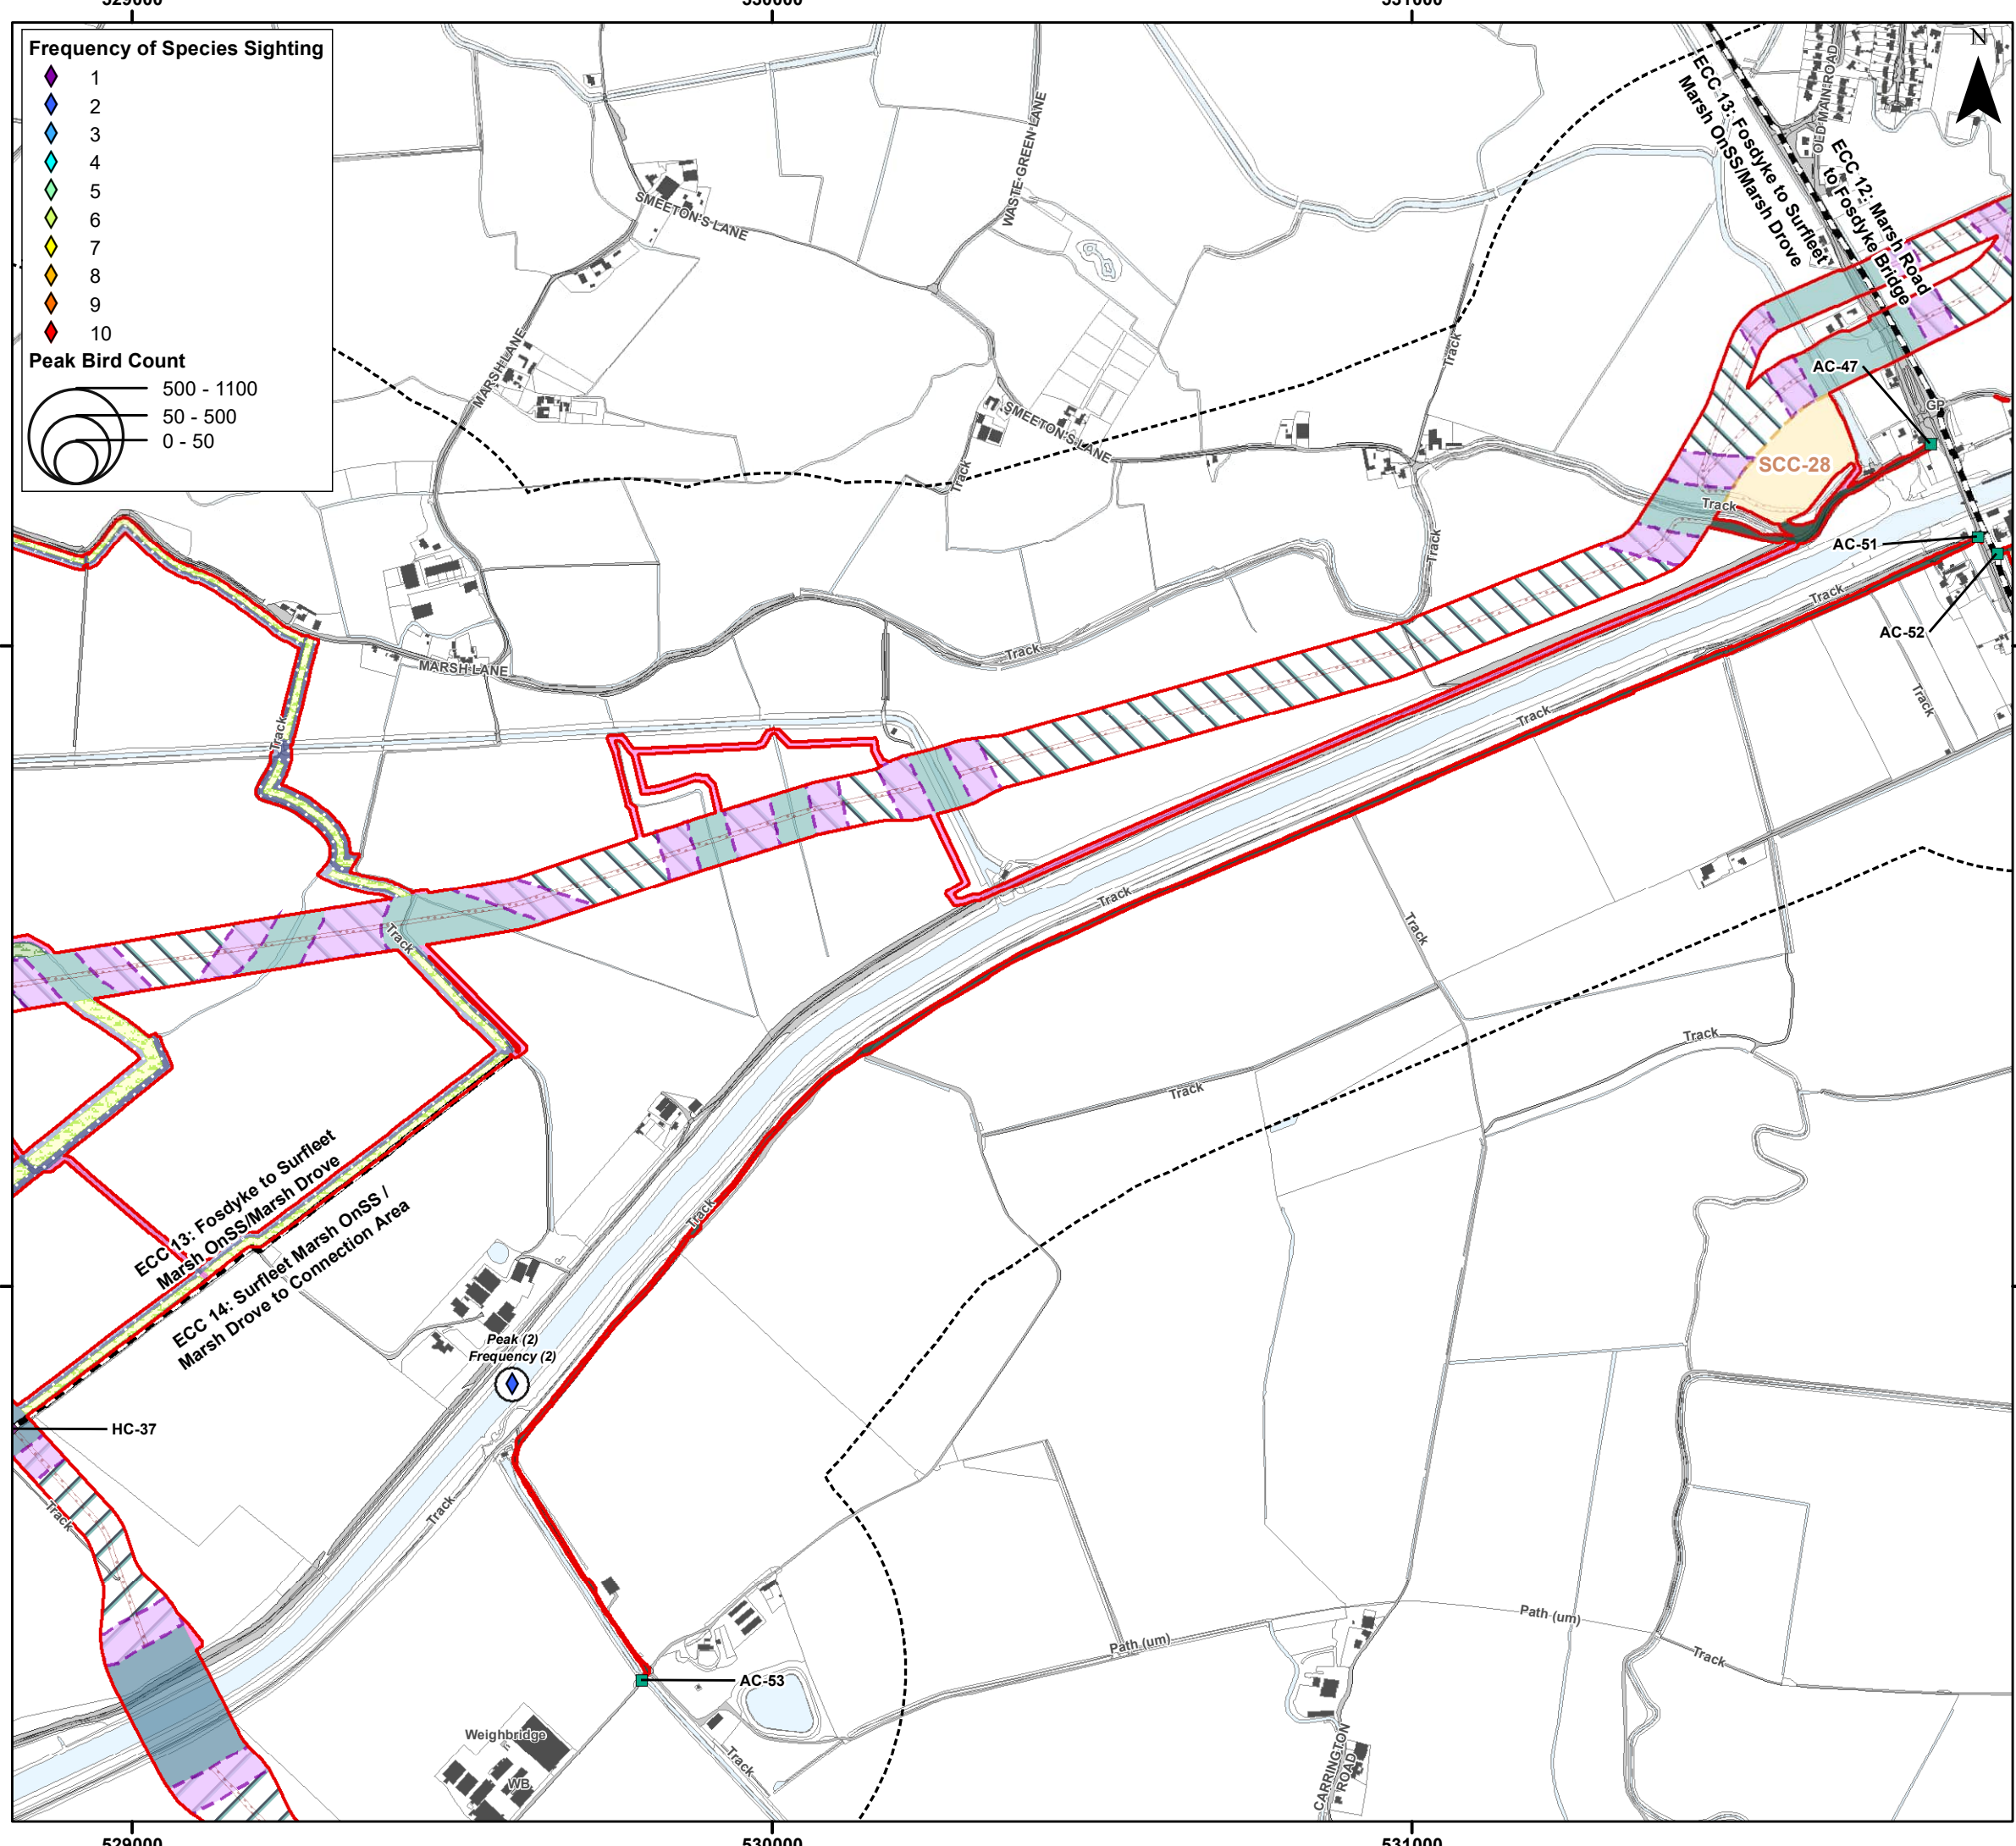 529000
530000
531000
Frequency of Species Sighting
1
2
3
4
5
6
7
8
9
10
Peak Bird Count
500 - 1100
50 - 500
0 - 50
N
OLD MAIN ROAD
ECC 13: Fosdyke to Surfleet
Marsh OnSS/Marsh Drove
ECC 12: Marsh Road
to Fosdyke Bridge
WASTE GREEN LANE
SMEETON'S LANE
MARSH LANE
Track
AC-47
GP
SMEETON'S LANE
Track
SCC-28
Track
Track
AC-51
Track
AC-52
MARSH LANE
Track
Track
Track
Track
Track
Track
Track
Track
Track
Track
ECC 13: Fosdyke to Surfleet
Marsh OnSS/Marsh Drove
ECC 14: Surfleet Marsh OnSS /
Marsh Drove to Connection Area
Track
Peak (2)
Frequency (2)
HC-37
Track
Track
Path (um)
Path (um)
Track
AC-53
Weighbridge
WB
Track
CARRINGTON
ROAD
529000
530000
531000